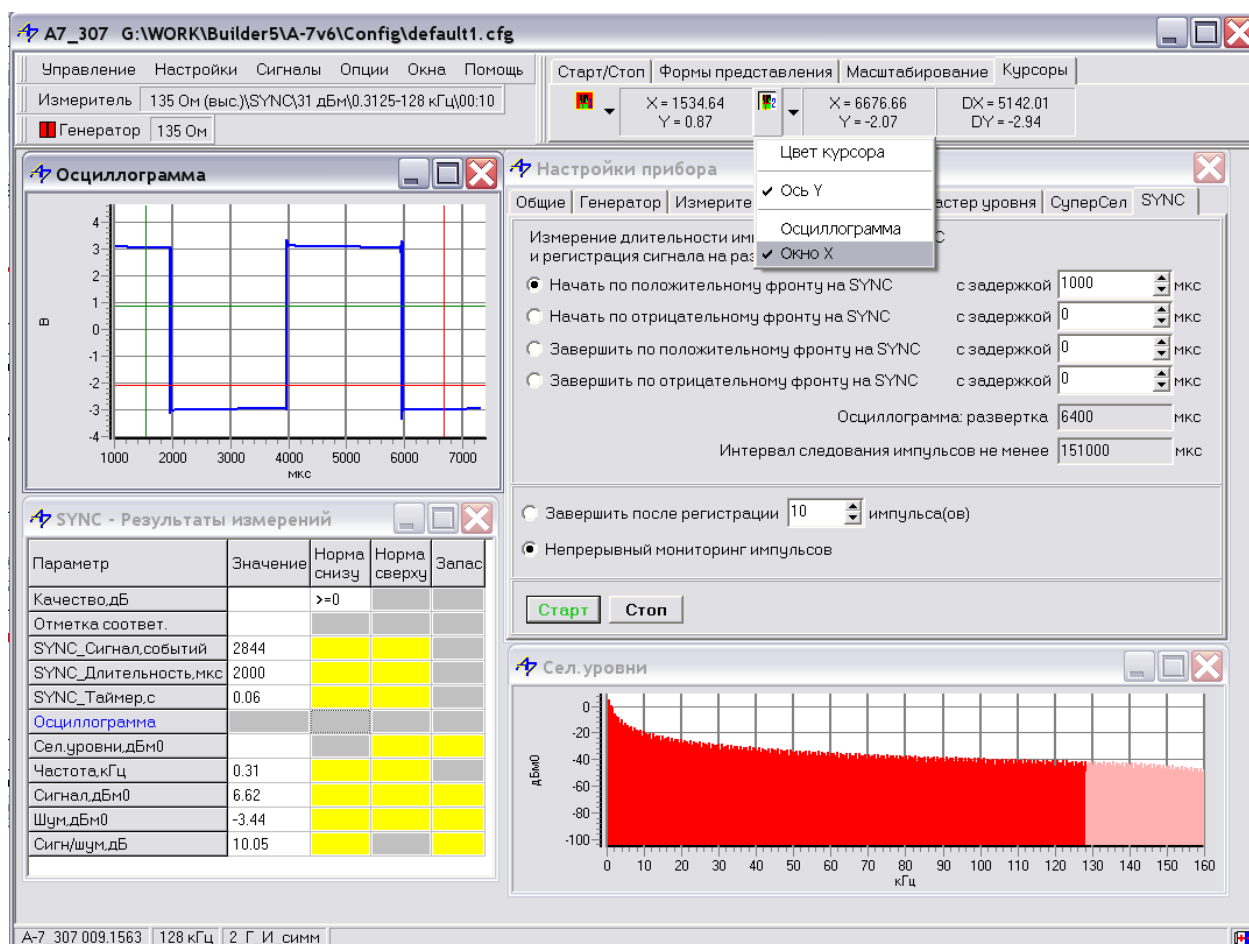 A7_307 G:\WORK\Builder5\A-7v6\Config\default1.cfg
Управление Настройки Сигналы Опции Окна Помощь
Старт/Стоп Формы представления Масштабирование Курсоры
Измеритель 135 Ом (выс.)\SYNC\31 дБм\0.3125-128 кГц\00:10
Генератор 135 Ом
X = 1534.64
Y = 0.87
X = 6676.66
Y = -2.07
DX = 5142.01
DY = -2.94
Цвет курсора
Ось Y
Осциллограмма
Окно X
Осциллограмма
В
4
3
2
1
0
-1
-2
-3
-4
1000 2000 3000 4000 5000 6000 7000
мкс
Настройки прибора
Общие Генератор Измерите астер уровня СуперСел SYNC
Измерение длительности им С
и регистрация сигнала на раз
Начать по положительному фронту на SYNC с задержкой 1000 мкс
Начать по отрицательному фронту на SYNC с задержкой 0 мкс
Завершить по положительному фронту на SYNC с задержкой 0 мкс
Завершить по отрицательному фронту на SYNC с задержкой 0 мкс
Осциллограмма: развертка 6400 мкс
Интервал следования импульсов не менее 151000 мкс
Завершить после регистрации 10 импульса(ов)
Непрерывный мониторинг импульсов
Старт Стоп
SYNC - Результаты измерений
Параметр Значение Норма снизу Норма сверху Запас
Качество,дБ >=0
Отметка соответ.
SYNC_Сигнал,событий 2844
SYNC_Длительность,мкс 2000
SYNC_Таймер,с 0.06
Осциллограмма
Сел.уровни,дБм0
Частота,кГц 0.31
Сигнал,дБм0 6.62
Шум,дБм0 -3.44
Сигн/шум,дБ 10.05
Сел.уровни
дБм0
0
-20
-40
-60
-80
-100
0 10 20 30 40 50 60 70 80 90 100 110 120 130 140 150 160
кГц
А-7_307 009.1563 128 кГц 2_Г_И_симм